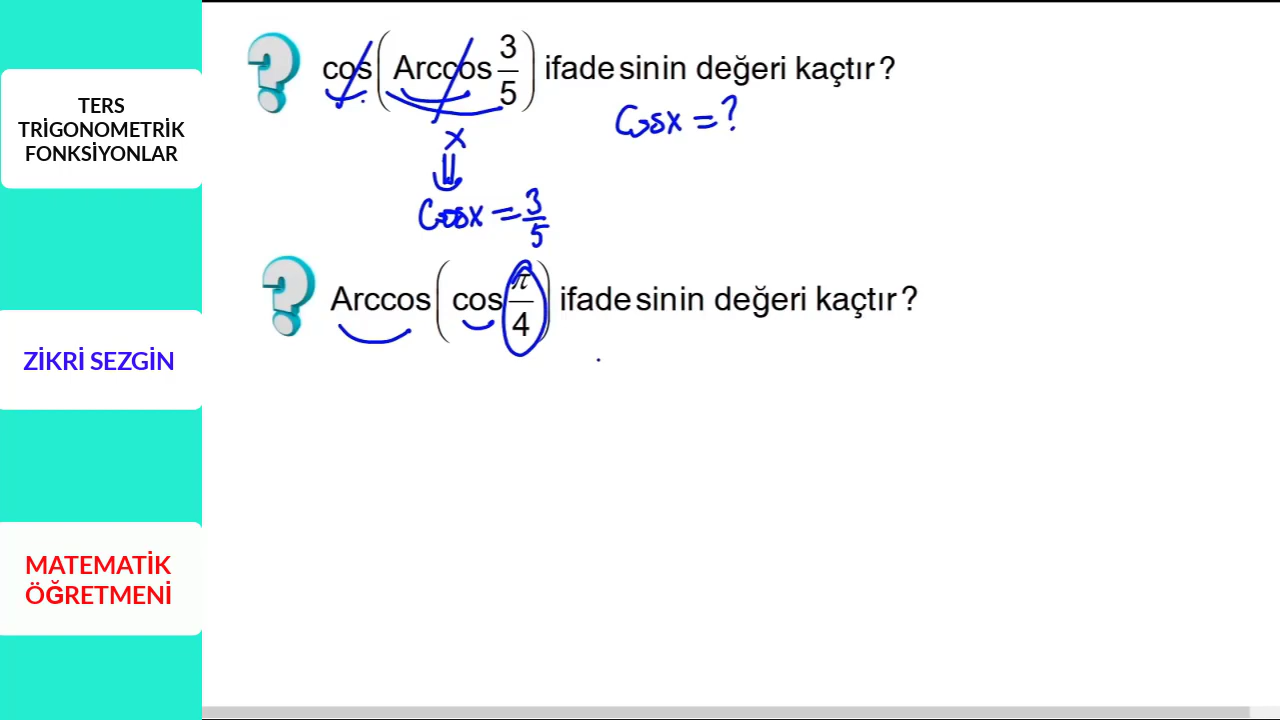 TERS
TRİGONOMETRİK
FONKSİYONLAR
ZİKRİ SEZGİN
MATEMATİK
ÖĞRETMENİ
cos(Arccos 3/5) ifadesinin değeri kaçtır?
Cosx = ?
x
⇓
Cosx = 3/5
Arccos(cos π/4) ifadesinin değeri kaçtır?